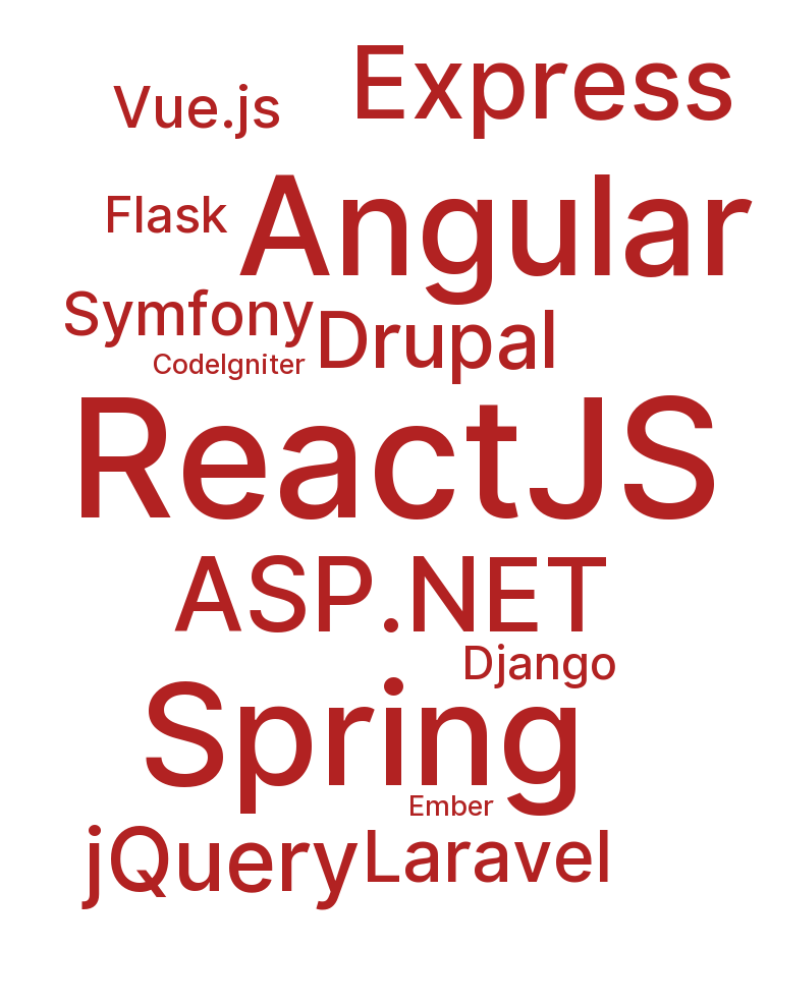 Vue.js Express
Flask Angular
Symfony Drupal
CodeIgniter
ReactJS
ASP.NET
Django
Spring
Ember
jQuery Laravel